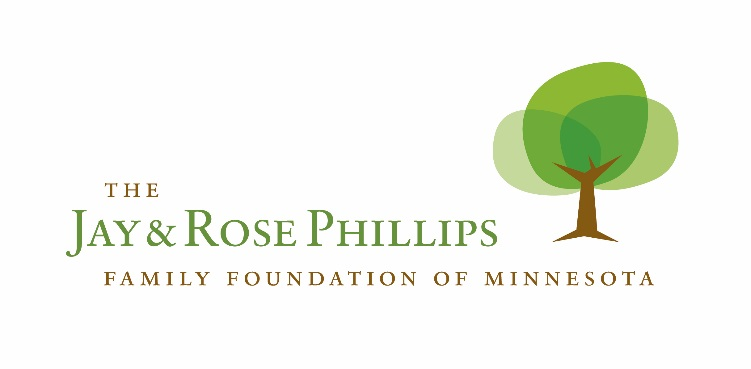 THE
JAY & ROSE PHILLIPS
FAMILY FOUNDATION OF MINNESOTA